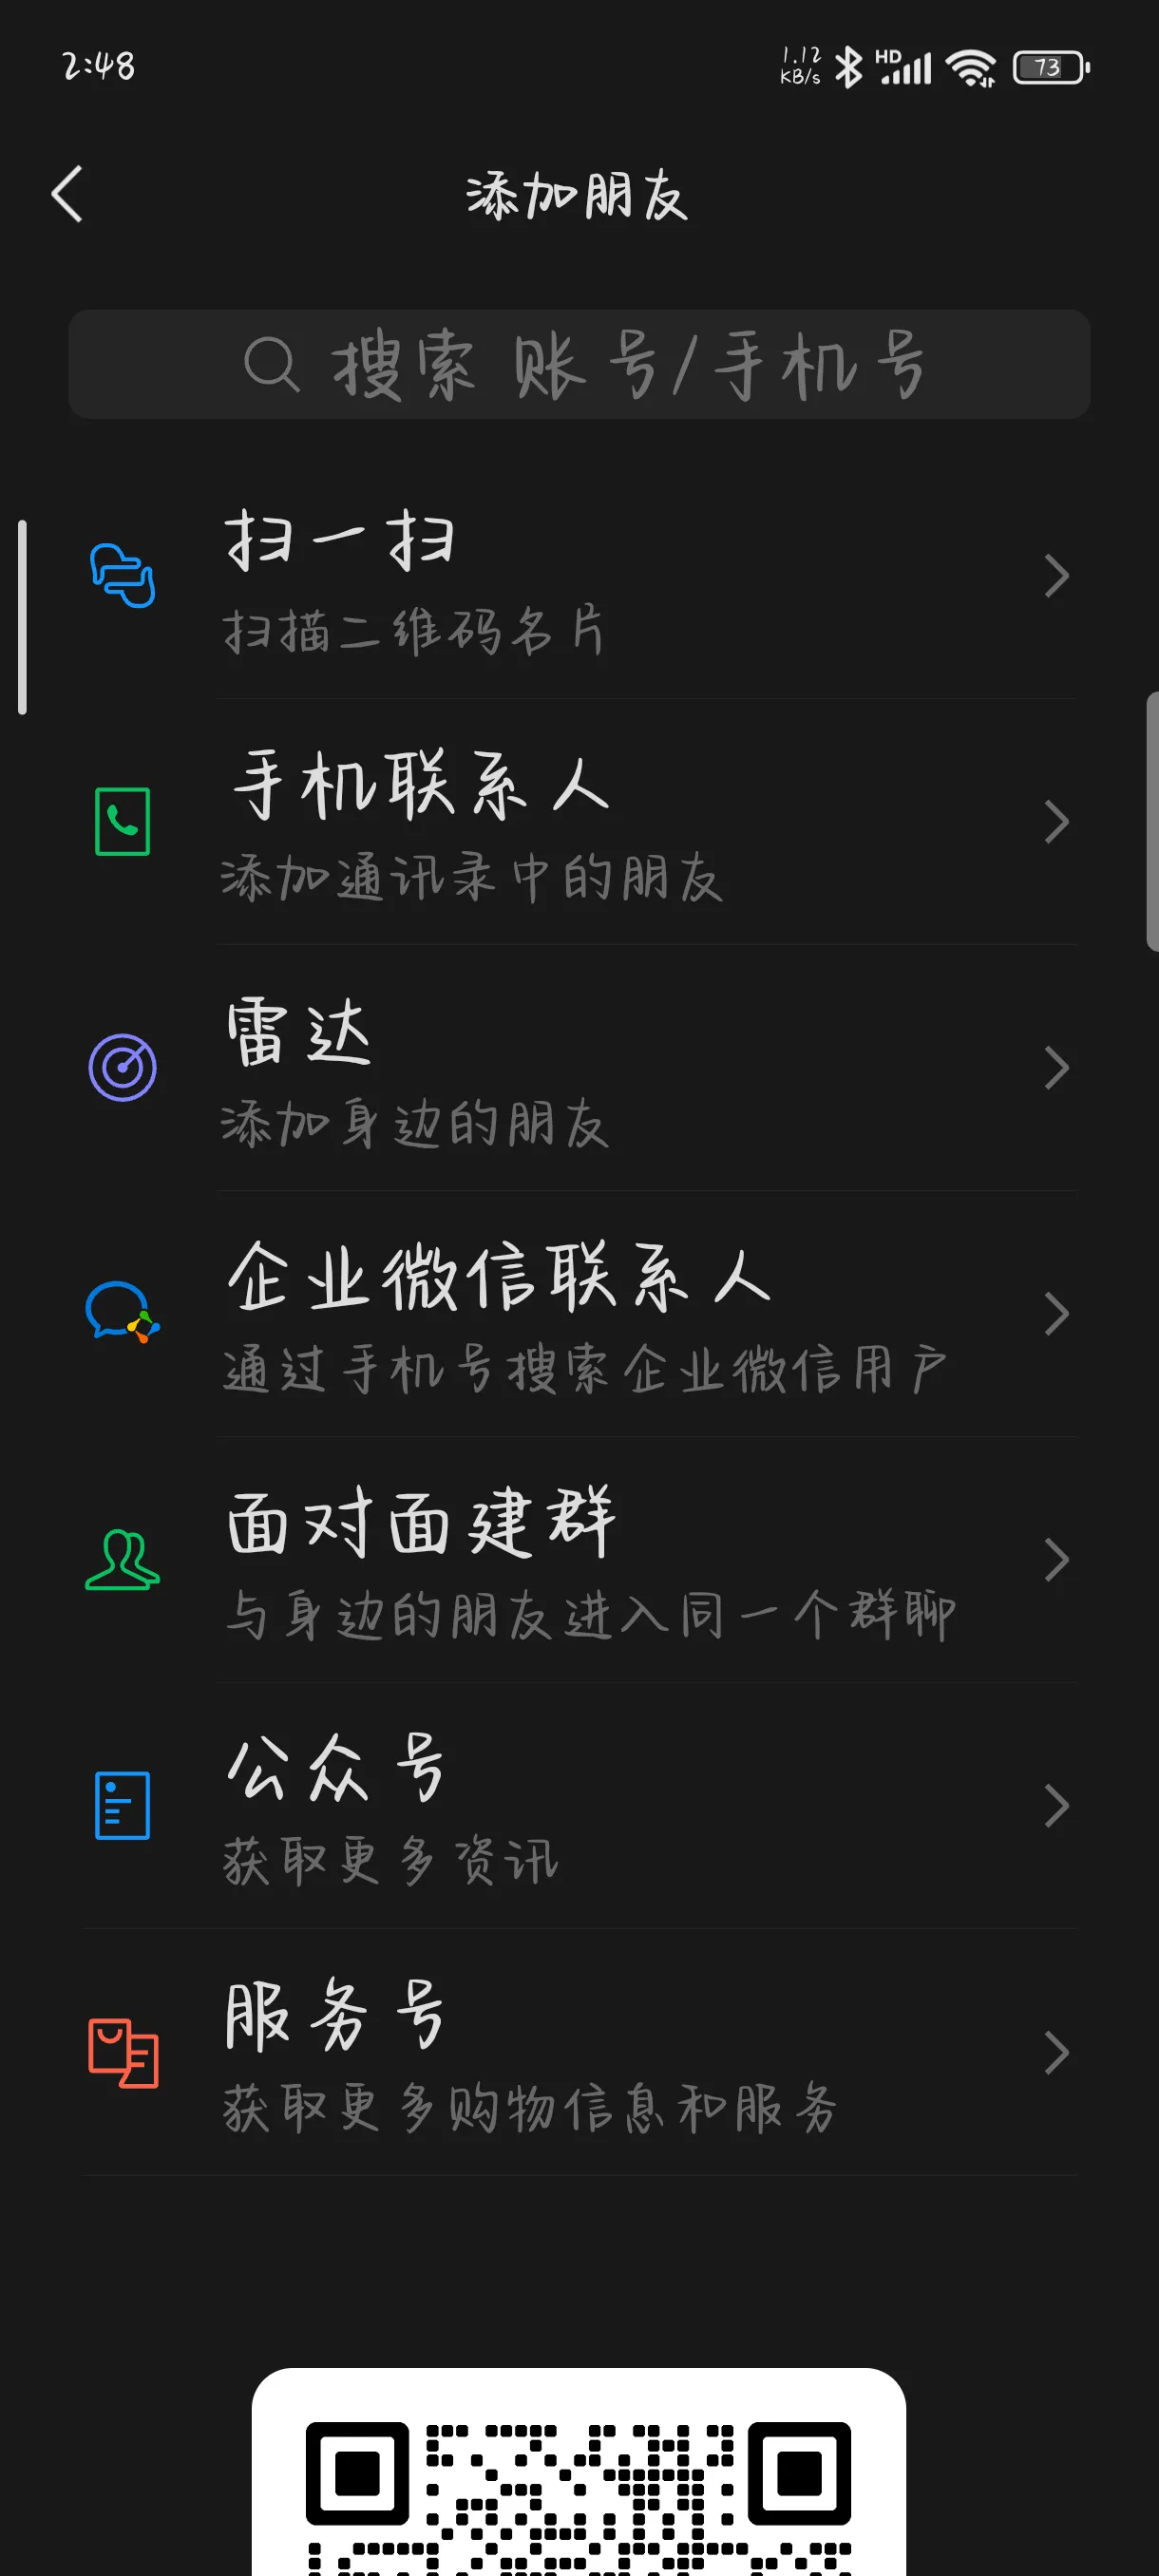 2:48
1.12
KB/s
HD
73
添加朋友
搜索 账号/手机号
扫一扫
扫描二维码名片
手机联系人
添加通讯录中的朋友
雷达
添加身边的朋友
企业微信联系人
通过手机号搜索企业微信用户
面对面建群
与身边的朋友进入同一个群聊
公众号
获取更多资讯
服务号
获取更多购物信息和服务